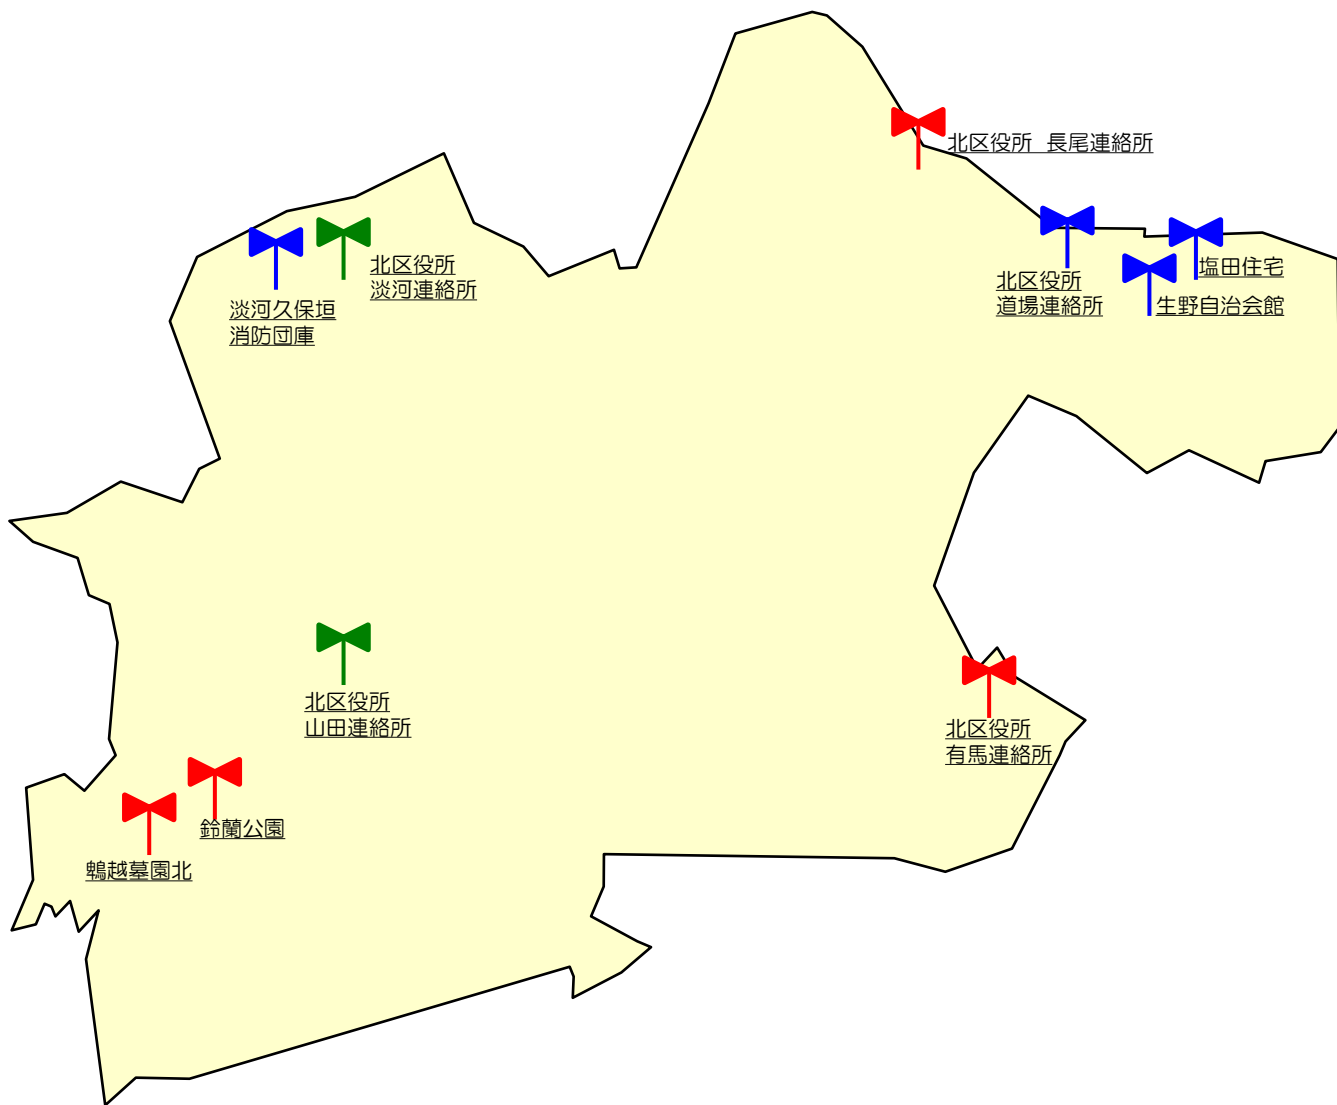 北区役所 長尾連絡所
北区役所
淡河連絡所
淡河久保垣
消防団庫
塩田住宅
北区役所
道場連絡所
生野自治会館
北区役所
山田連絡所
北区役所
有馬連絡所
鈴蘭公園
鵯越墓園北